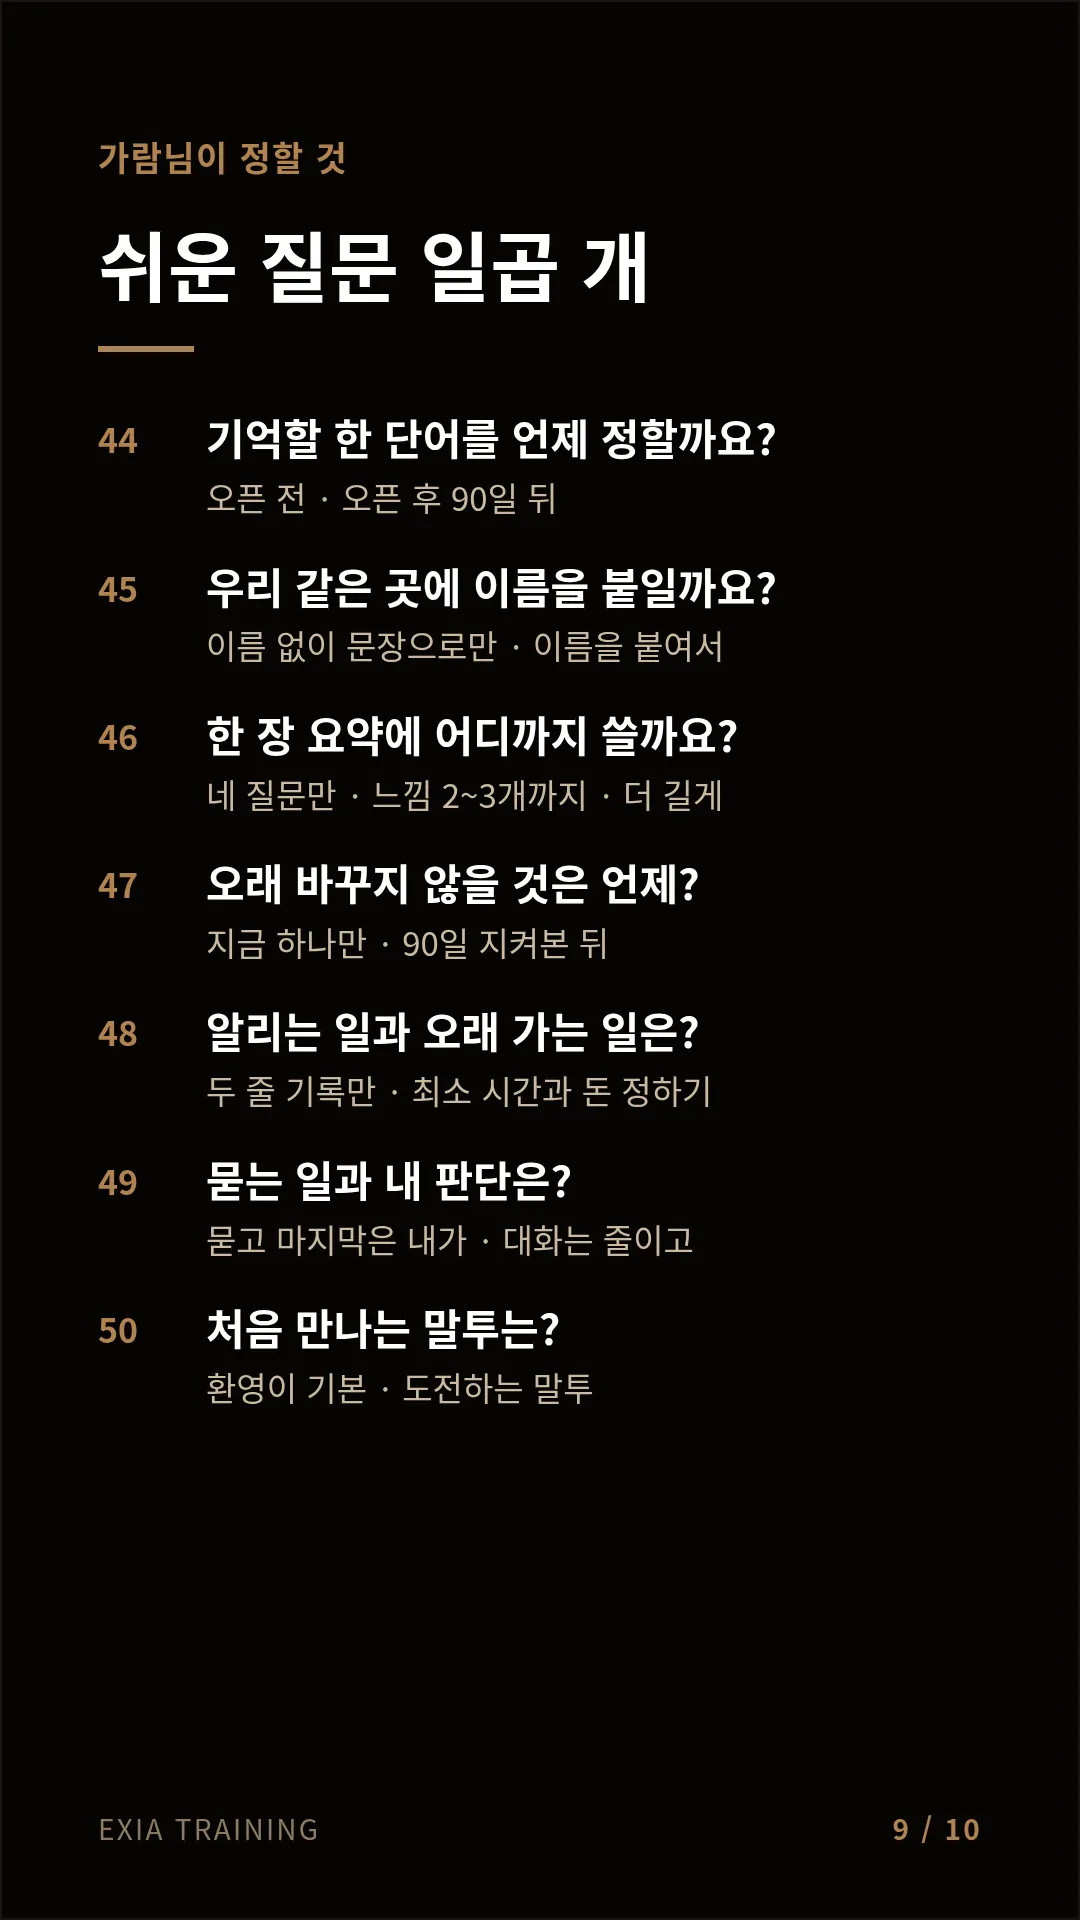 가람님이 정할 것
쉬운 질문 일곱 개
44 기억할 한 단어를 언제 정할까요?
오픈 전 · 오픈 후 90일 뒤
45 우리 같은 곳에 이름을 붙일까요?
이름 없이 문장으로만 · 이름을 붙여서
46 한 장 요약에 어디까지 쓸까요?
네 질문만 · 느낌 2~3개까지 · 더 길게
47 오래 바꾸지 않을 것은 언제?
지금 하나만 · 90일 지켜본 뒤
48 알리는 일과 오래 가는 일은?
두 줄 기록만 · 최소 시간과 돈 정하기
49 묻는 일과 내 판단은?
묻고 마지막은 내가 · 대화는 줄이고
50 처음 만나는 말투는?
환영이 기본 · 도전하는 말투
EXIA TRAINING
9 / 10